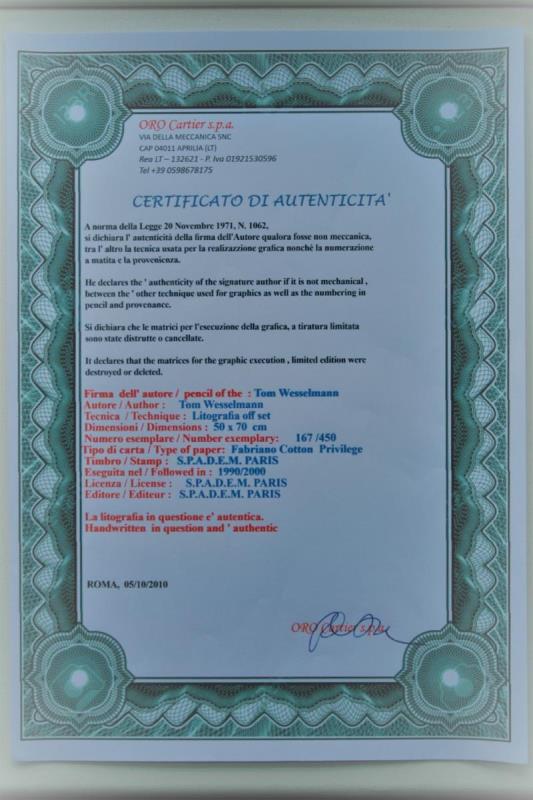 ORO Cartier s.p.a.
VIA DELLA MECCANICA SNC
CAP 04011 APRILIA (LT)
Rea LT – 132621 - P. Iva 01921530596
Tel +39 0598678175
CERTIFICATO DI AUTENTICITA'
A norma della Legge 20 Novembre 1971, N. 1062,
si dichiara l' autenticità della firma dell'Autore qualora fosse non meccanica,
tra l' altro la tecnica usata per la realizazzione grafica nonchè la numerazione
a matita e la provenienza.
He declares the ' authenticity of the signature author if it is not mechanical ,
between the ' other technique used for graphics as well as the numbering in
pencil and provenance.
Si dichiara che le matrici per l'esecuzione della grafica, a tiratura limitata
sono state distrutte o cancellate.
It declares that the matrices for the graphic execution , limited edition were
destroyed or deleted.
Firma dell' autore / pencil of the : Tom Wesselmann
Autore / Author : Tom Wesselmann
Tecnica / Technique : Litografia off set
Dimensioni / Dimensions : 50 x 70 cm
Numero esemplare / Number exemplary: 167 /450
Tipo di carta / Type of paper: Fabriano Cotton Privilege
Timbro / Stamp : S.P.A.D.E.M. PARIS
Eseguita nel / Followed in : 1990/2000
Licenza / License : S.P.A.D.E.M. PARIS
Editore / Editeur : S.P.A.D.E.M. PARIS
La litografia in questione e' autentica.
Handwritten in question and ' authentic
ROMA, 05/10/2010
ORO Cartier s.p.a.